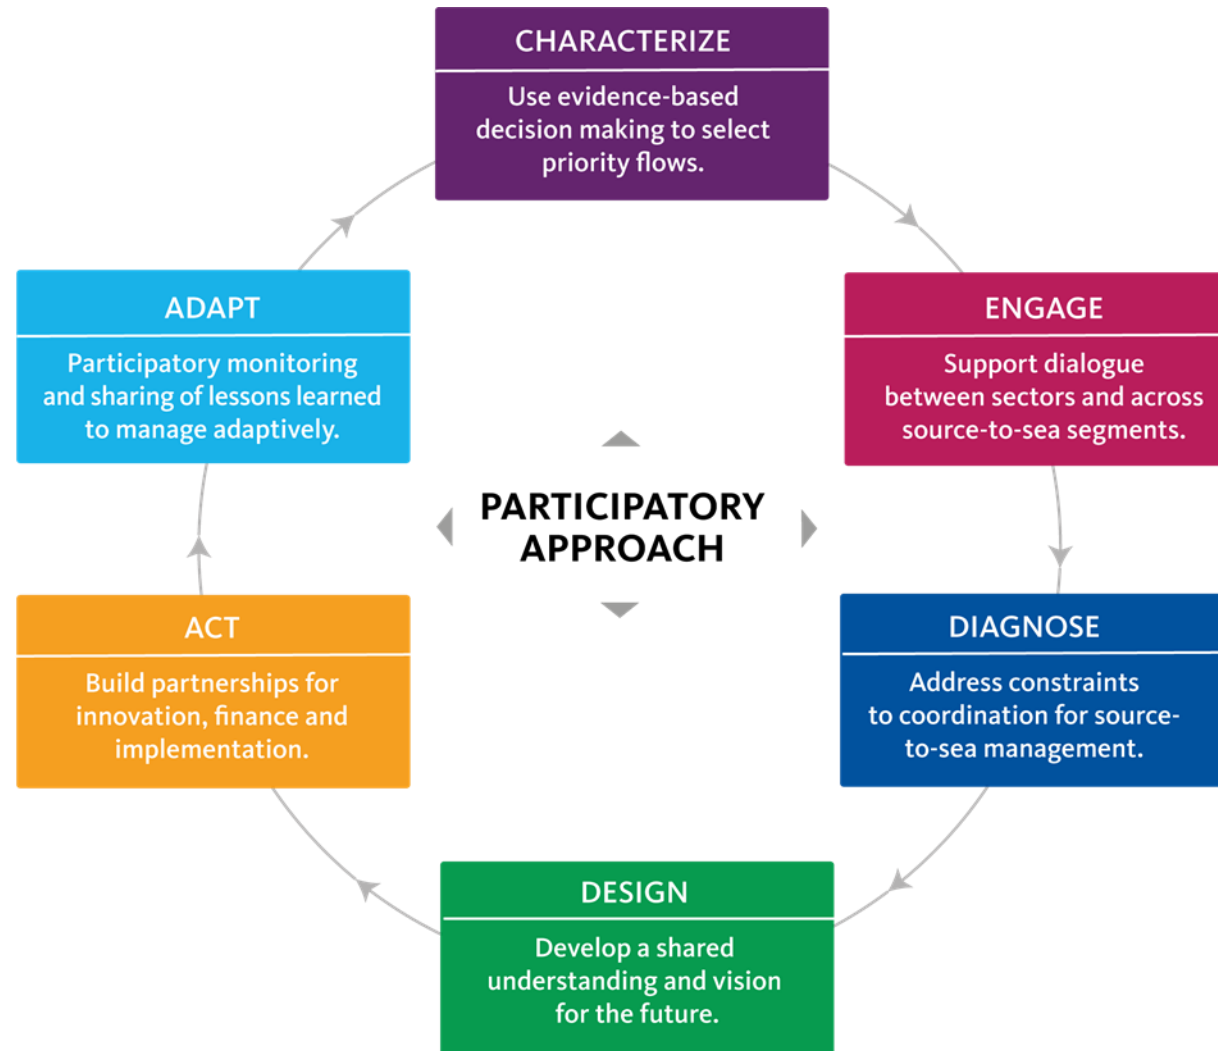 CHARACTERIZE
Use evidence-based
decision making to select
priority flows.
ENGAGE
Support dialogue
between sectors and across
source-to-sea segments.
DIAGNOSE
Address constraints
to coordination for source-
to-sea management.
DESIGN
Develop a shared
understanding and vision
for the future.
ACT
Build partnerships for
innovation, finance and
implementation.
ADAPT
Participatory monitoring
and sharing of lessons learned
to manage adaptively.
PARTICIPATORY
APPROACH